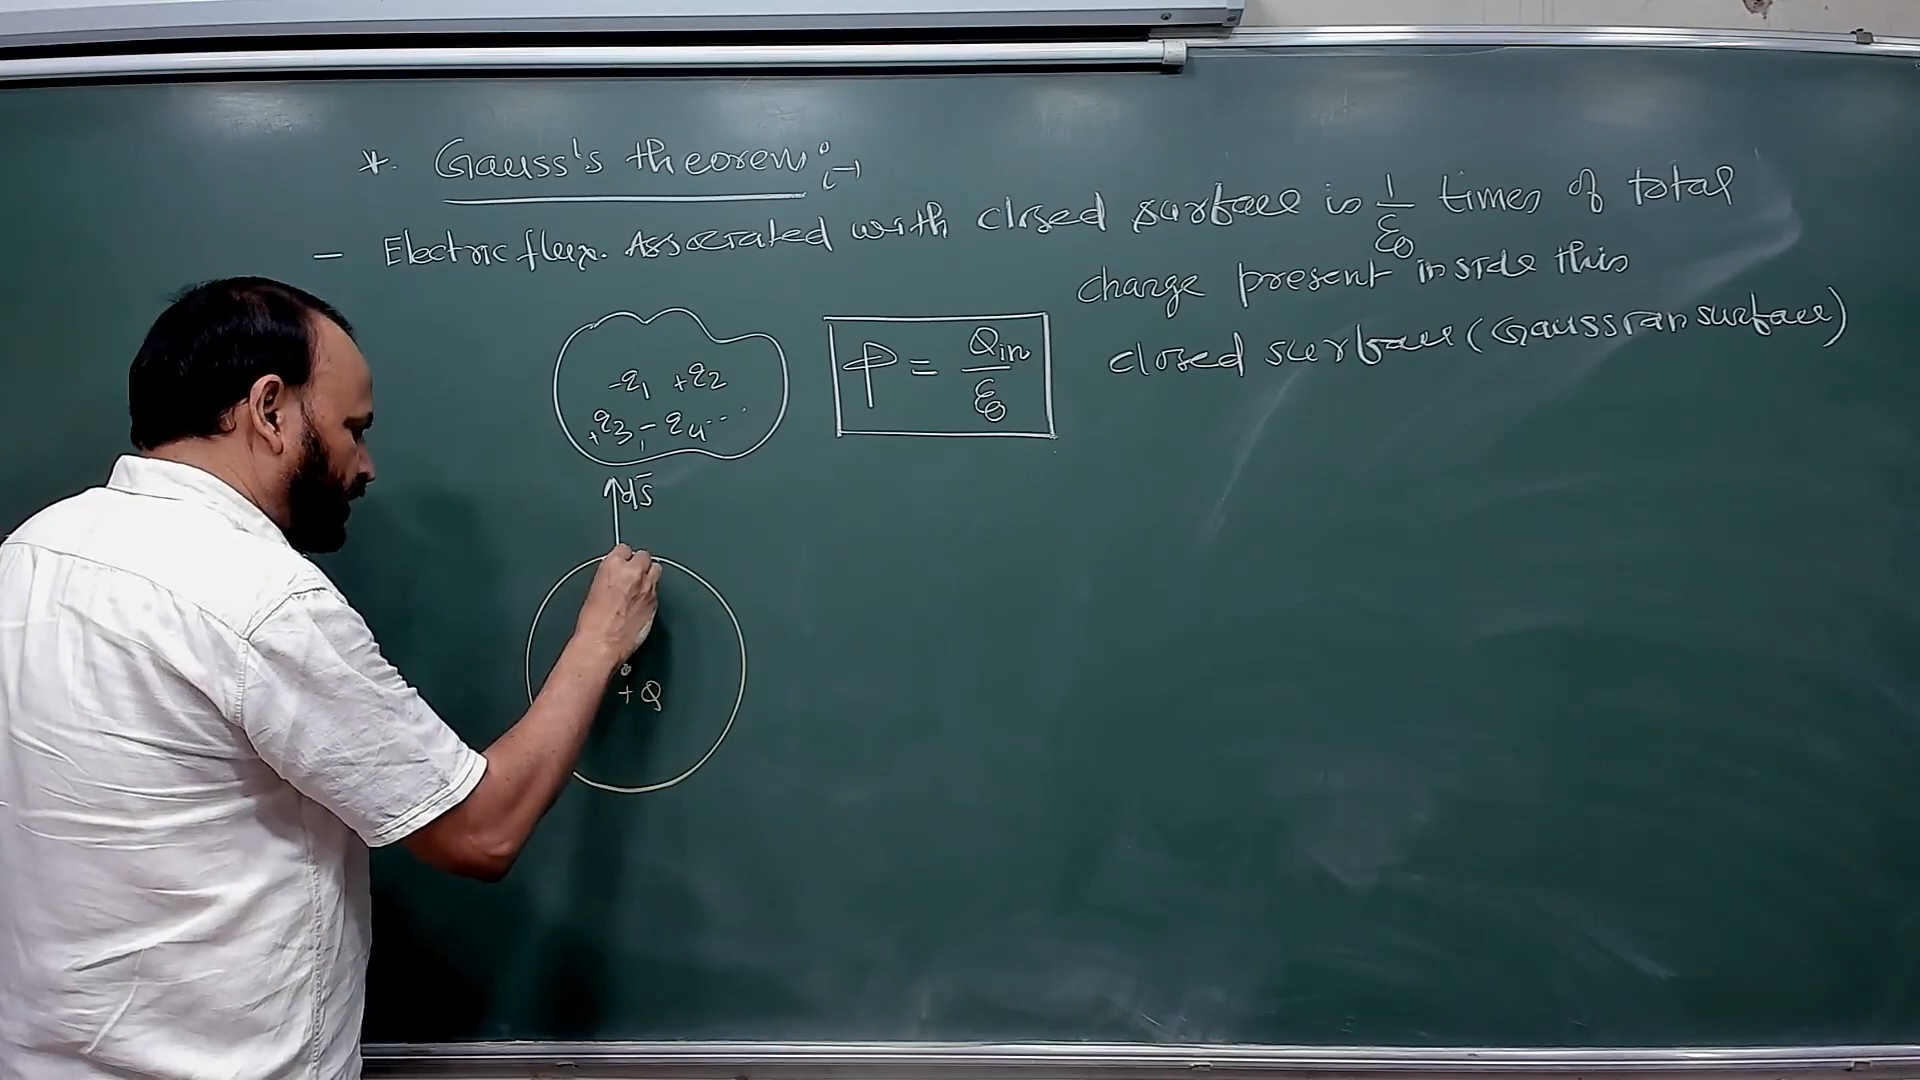 *. Gauss's theorem :-
- Electric flux. Associated with closed surface is 1/ε0 times of total
charge present inside this
closed surface (Gaussian surface)
-q1 +q2
+q3, -q4...
φ = Qin/ε0
ds̄
+Q